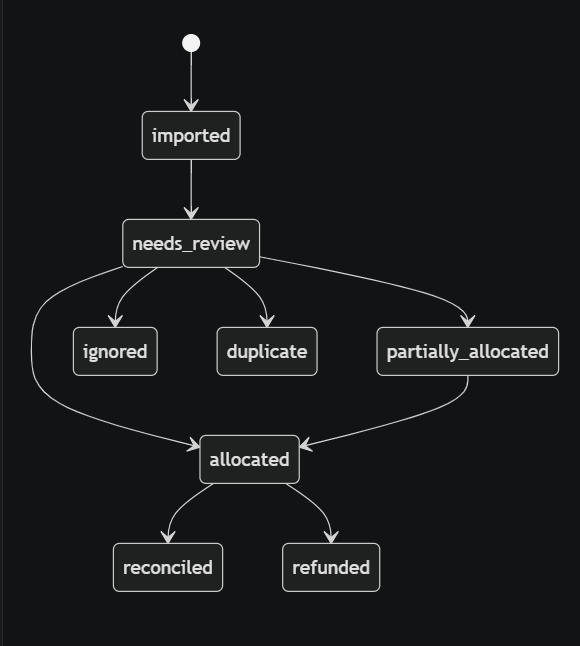 imported
needs_review
ignored
duplicate
partially_allocated
allocated
reconciled
refunded